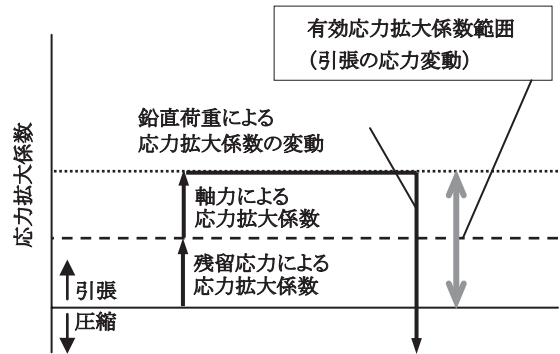 有効応力拡大係数範囲
(引張の応力変動)
鉛直荷重による
応力拡大係数の変動
応力拡大係数
軸力による
応力拡大係数
残留応力による
応力拡大係数
引張
圧縮